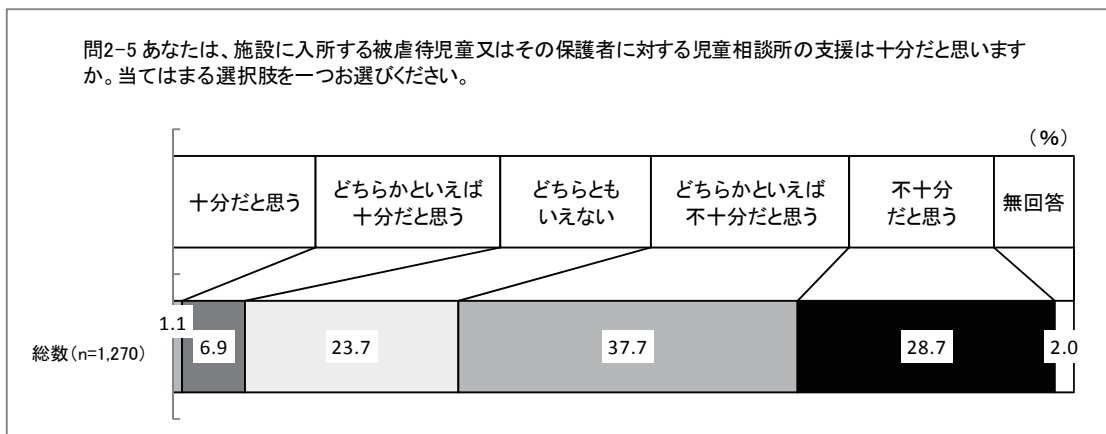 問2-5 あなたは、施設に入所する被虐待児童又はその保護者に対する児童相談所の支援は十分だと思います
か。当てはまる選択肢を一つお選びください。
(%)
十分だと思う
どちらかといえば
十分だと思う
どちらとも
いえない
どちらかといえば
不十分だと思う
不十分
だと思う
無回答
総数(n=1,270)
1.1
6.9
23.7
37.7
28.7
2.0